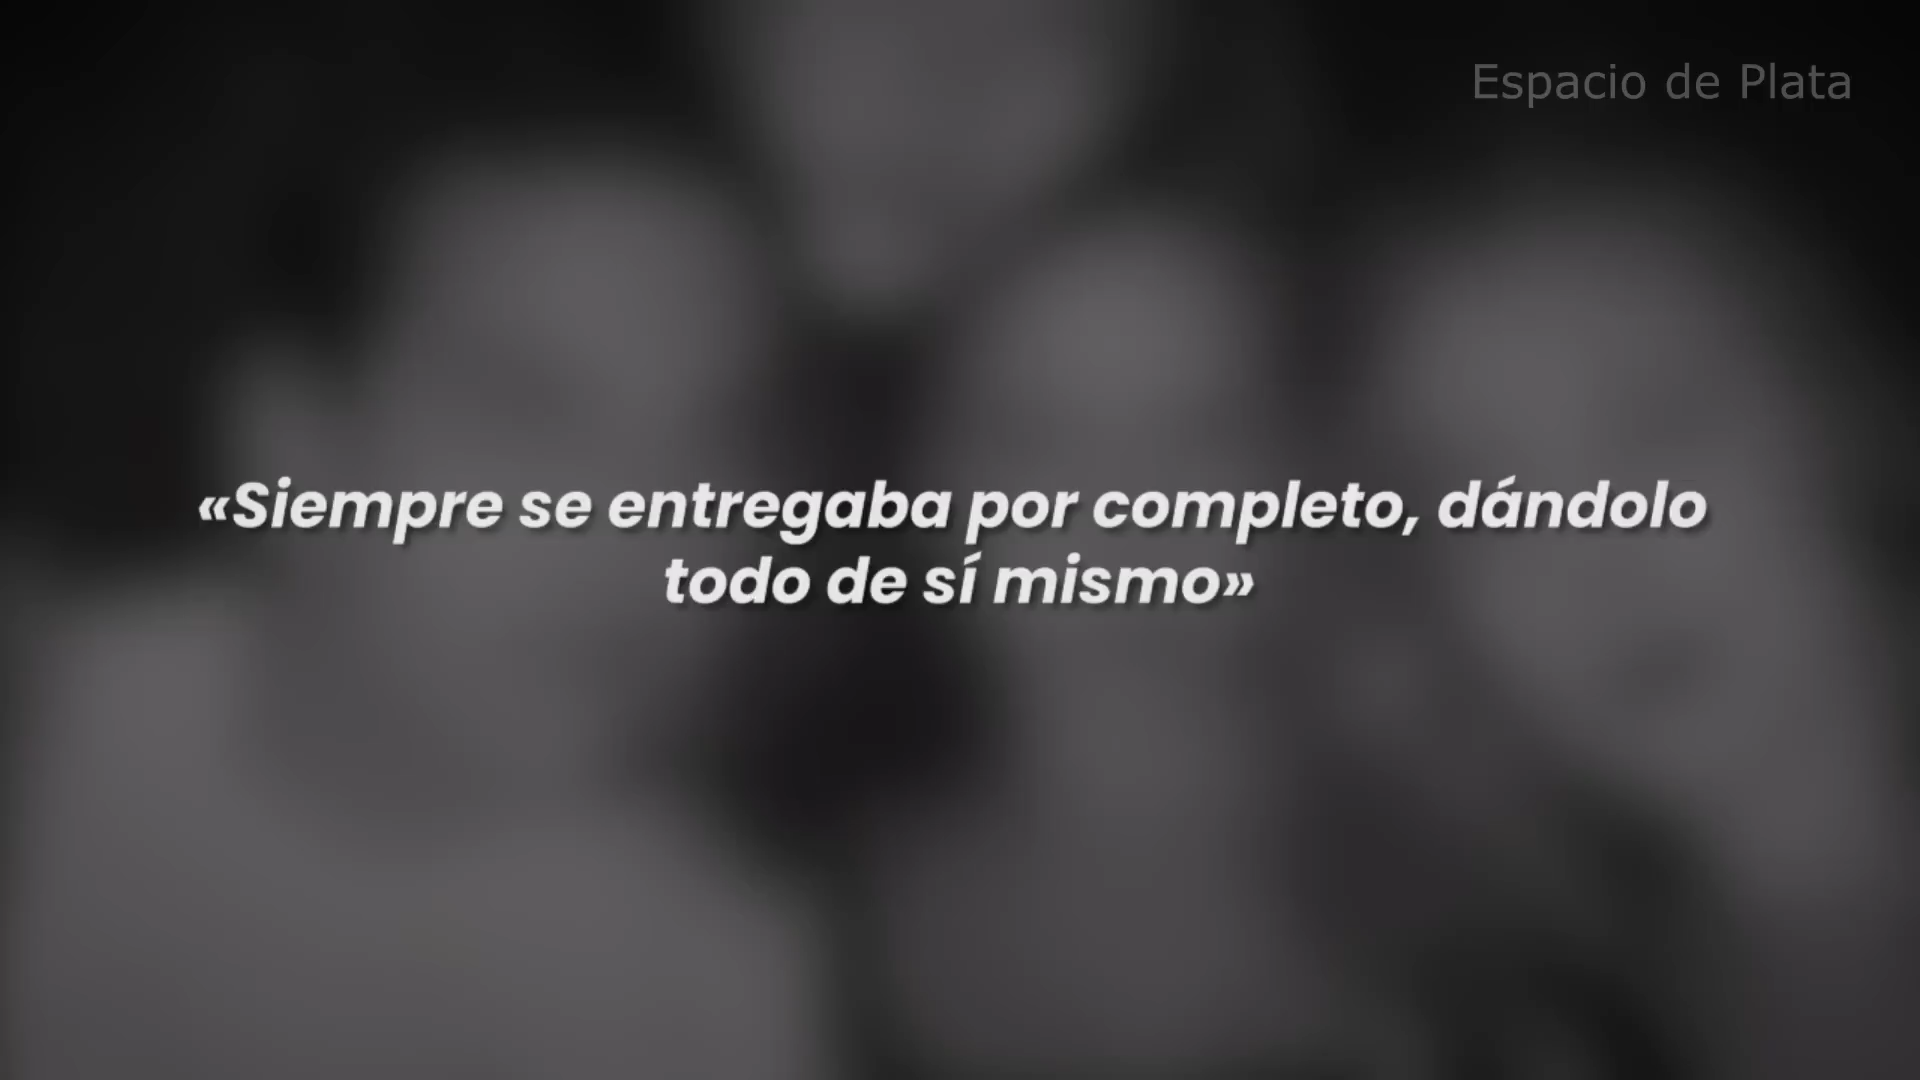 Espacio de Plata
«Siempre se entregaba por completo, dándolo
todo de sí mismo»